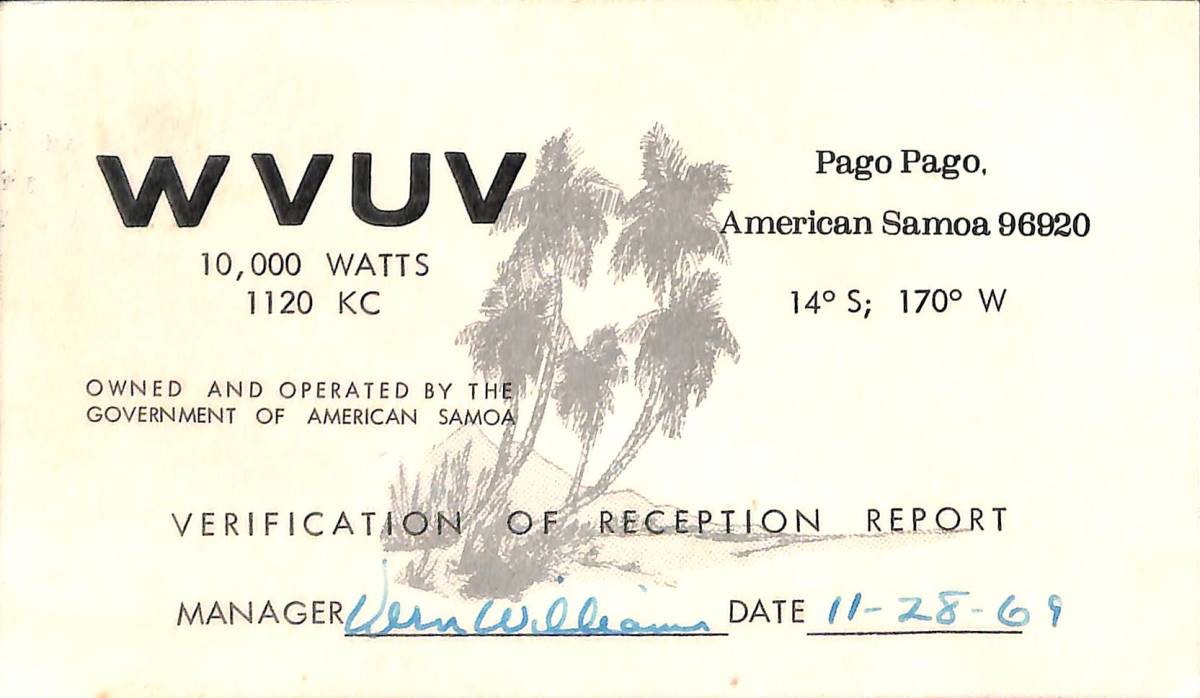 WVUV
10,000 WATTS
1120 KC
OWNED AND OPERATED BY THE
GOVERNMENT OF AMERICAN SAMOA
Pago Pago,
American Samoa 96920
14° S; 170° W
VERIFICATION OF RECEPTION REPORT
MANAGER Vern Williams DATE 11-28-69